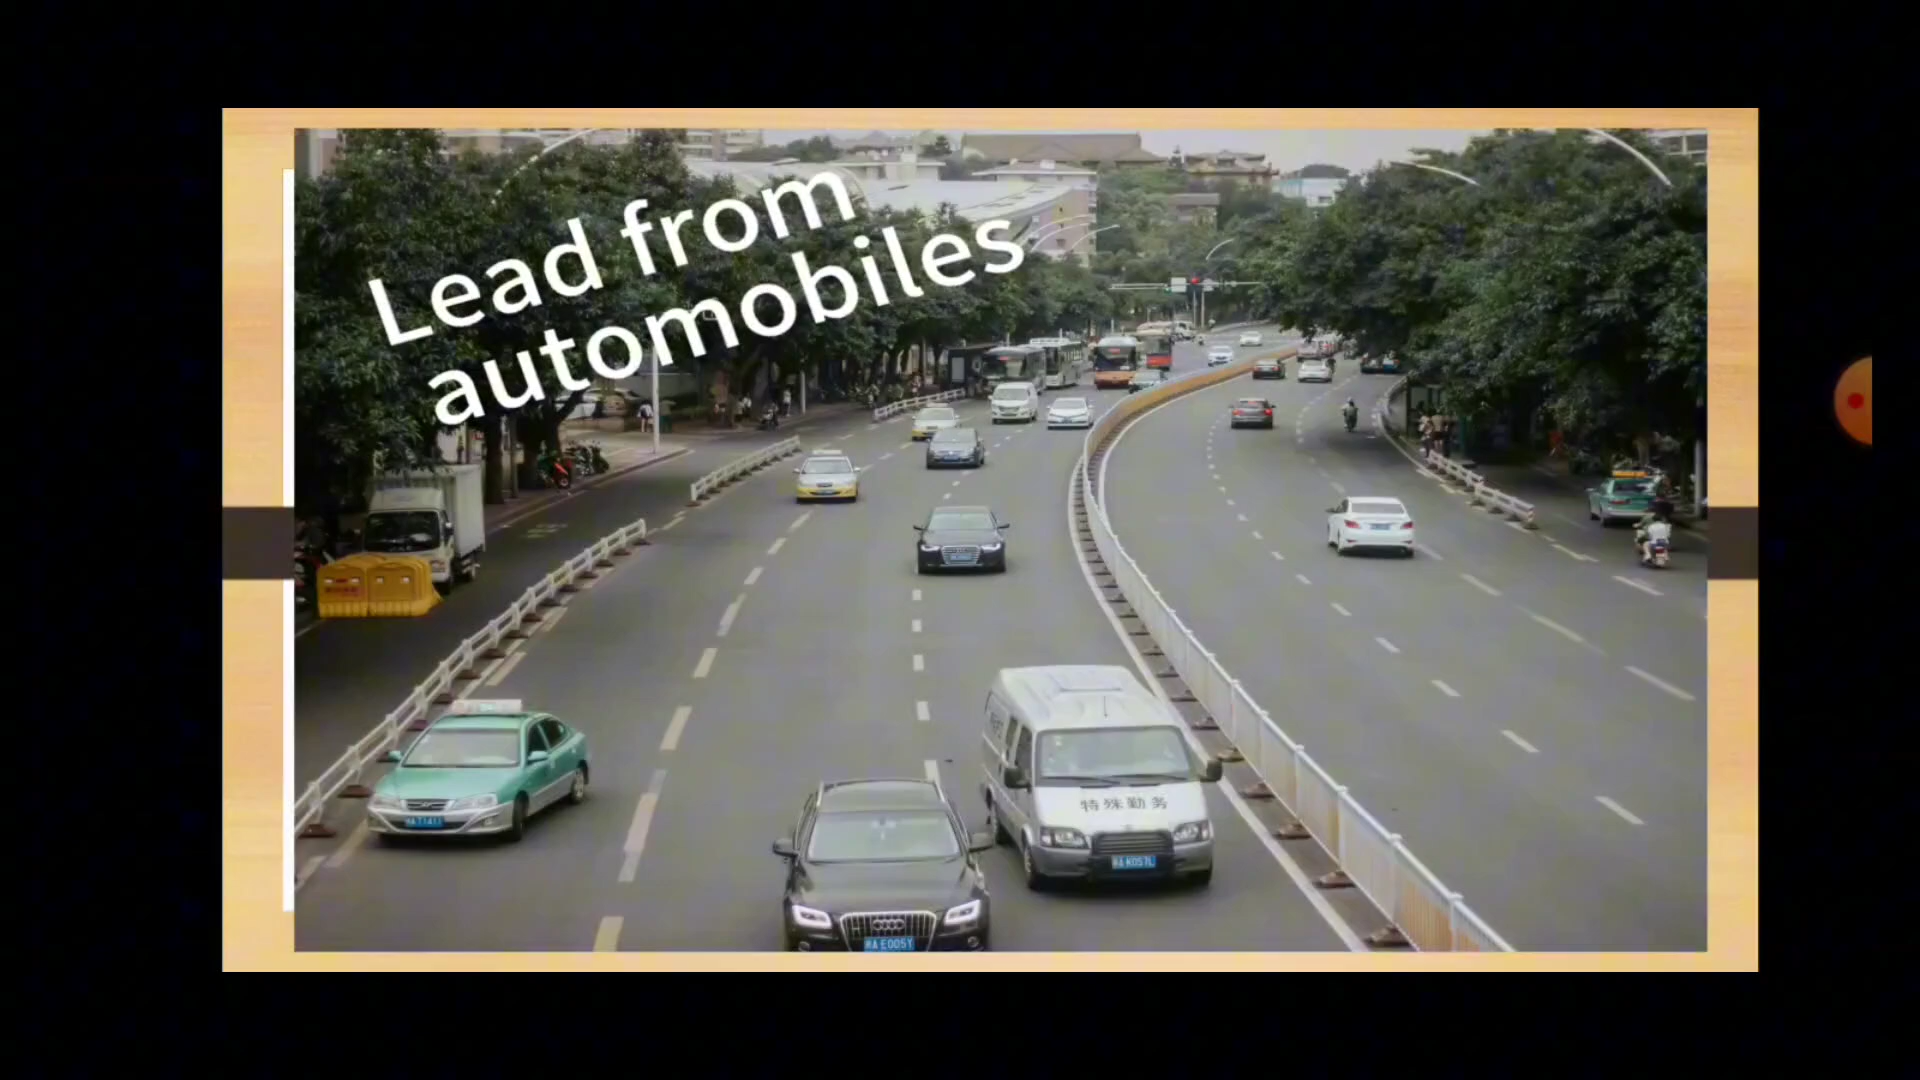 Lead from
automobiles
特殊勤务